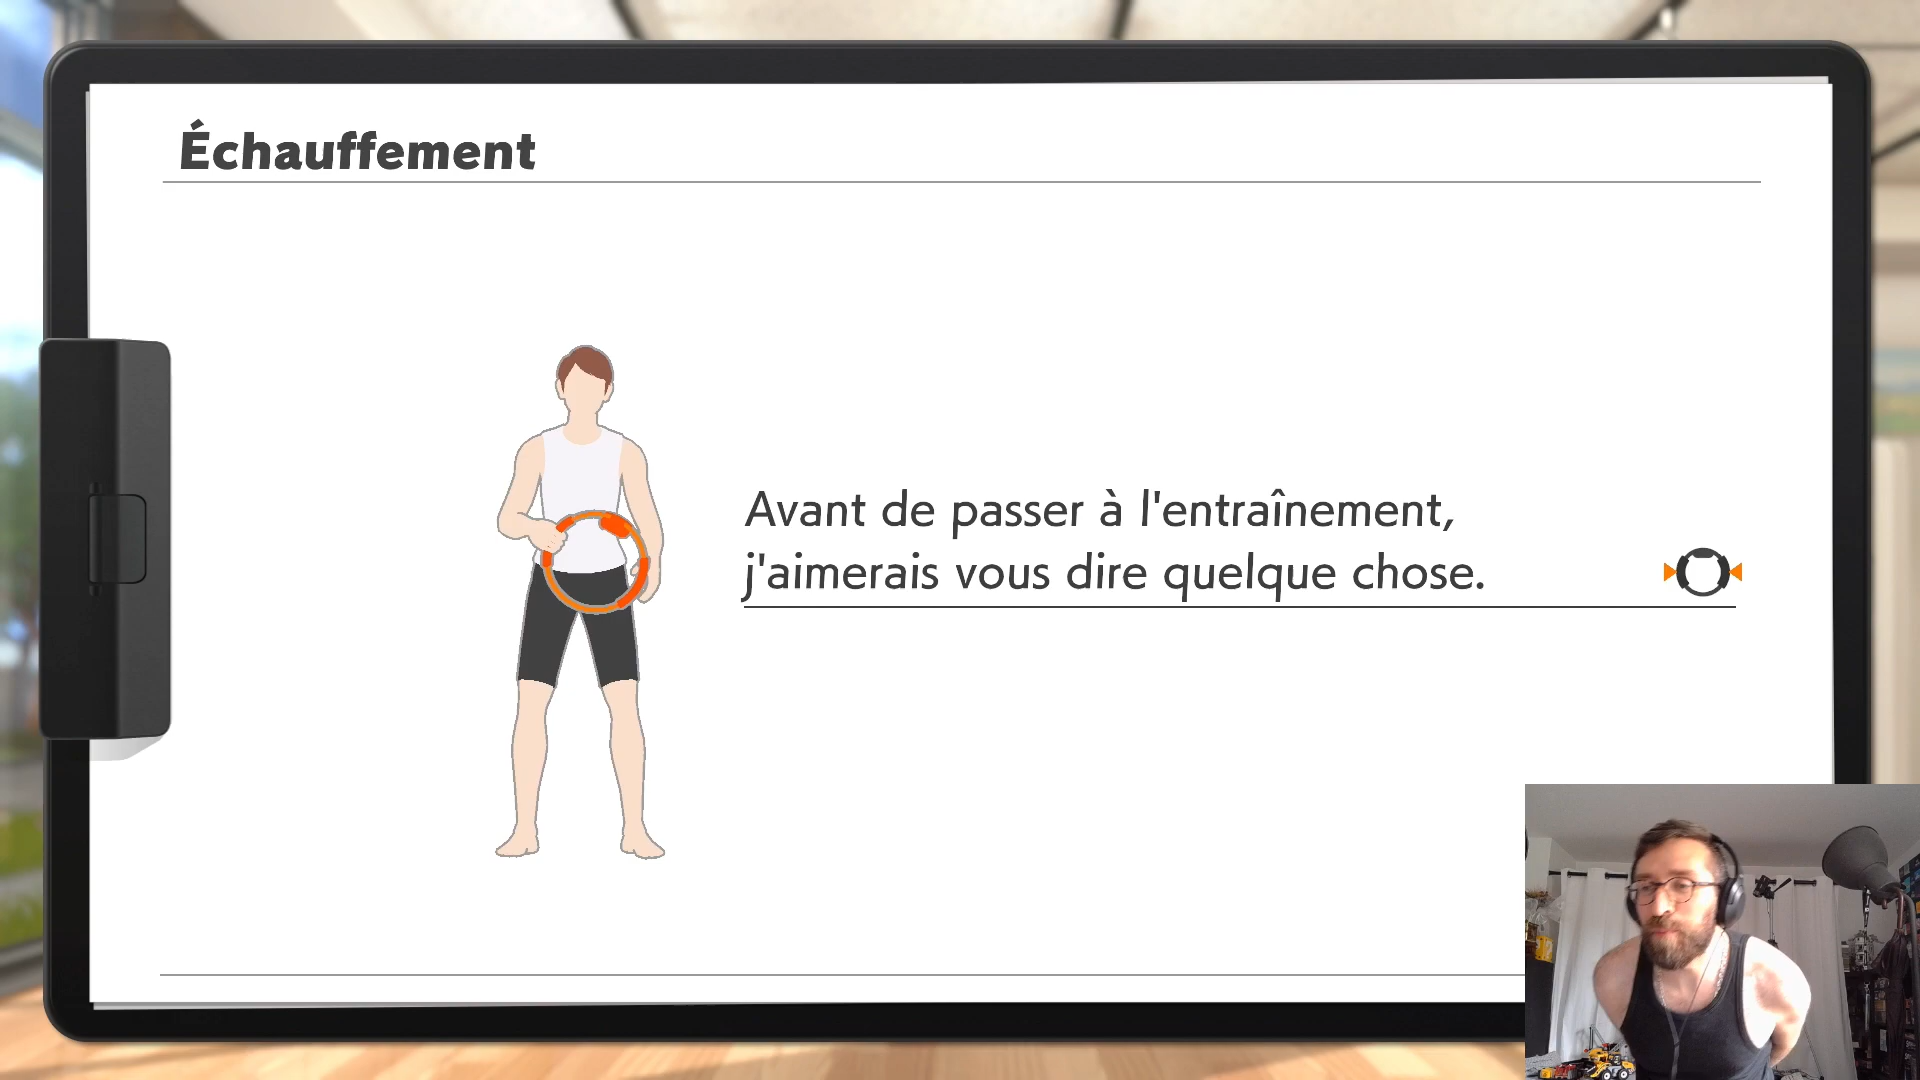 Échauffement
Avant de passer à l'entraînement,
j'aimerais vous dire quelque chose.